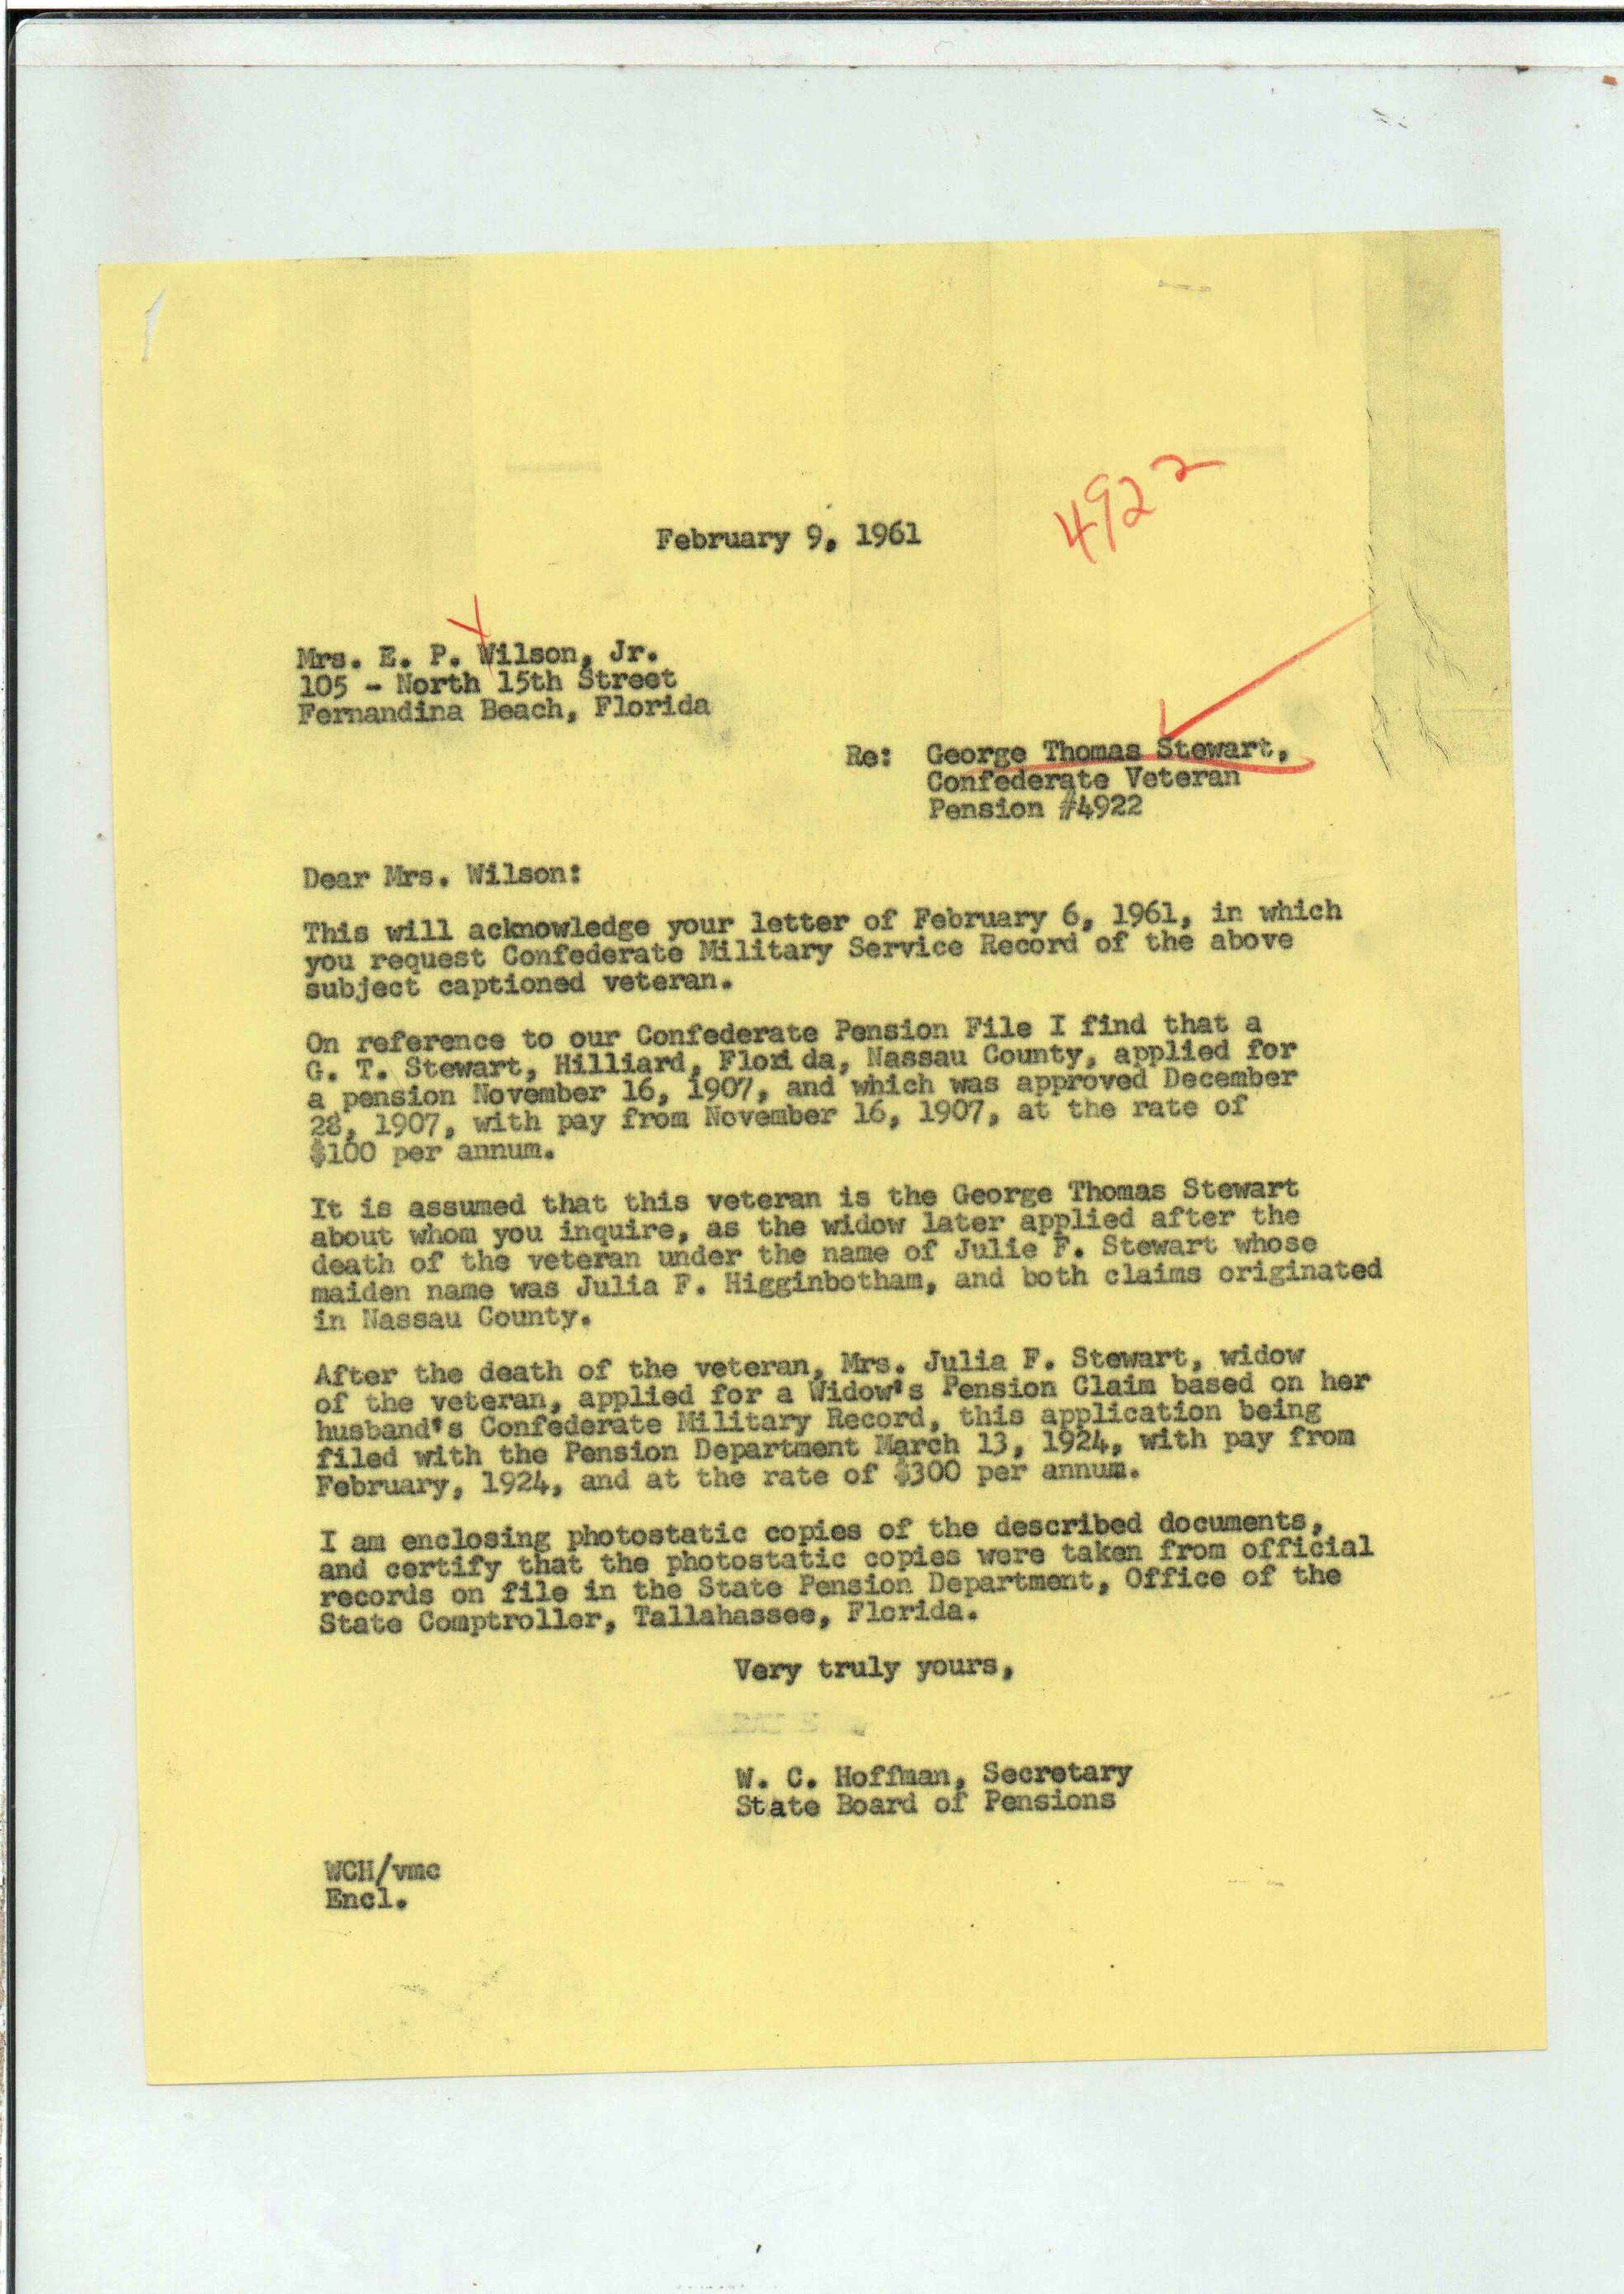 4922
February 9, 1961
Mrs. E. P. Wilson, Jr.
105 - North 15th Street
Fernandina Beach, Florida
Re: George Thomas Stewart,
Confederate Veteran
Pension #4922
Dear Mrs. Wilson:
This will acknowledge your letter of February 6, 1961, in which
you request Confederate Military Service Record of the above
subject captioned veteran.
On reference to our Confederate Pension File I find that a
G. T. Stewart, Hilliard, Florida, Nassau County, applied for
a pension November 16, 1907, and which was approved December
28, 1907, with pay from November 16, 1907, at the rate of
$100 per annum.
It is assumed that this veteran is the George Thomas Stewart
about whom you inquire, as the widow later applied after the
death of the veteran under the name of Julie F. Stewart whose
maiden name was Julia F. Higginbotham, and both claims originated
in Nassau County.
After the death of the veteran, Mrs. Julia F. Stewart, widow
of the veteran, applied for a Widow's Pension Claim based on her
husband's Confederate Military Record, this application being
filed with the Pension Department March 13, 1924, with pay from
February, 1924, and at the rate of $300 per annum.
I am enclosing photostatic copies of the described documents,
and certify that the photostatic copies were taken from official
records on file in the State Pension Department, Office of the
State Comptroller, Tallahassee, Florida.
Very truly yours,
W. C. Hoffman, Secretary
State Board of Pensions
WCH/vmc
Encl.